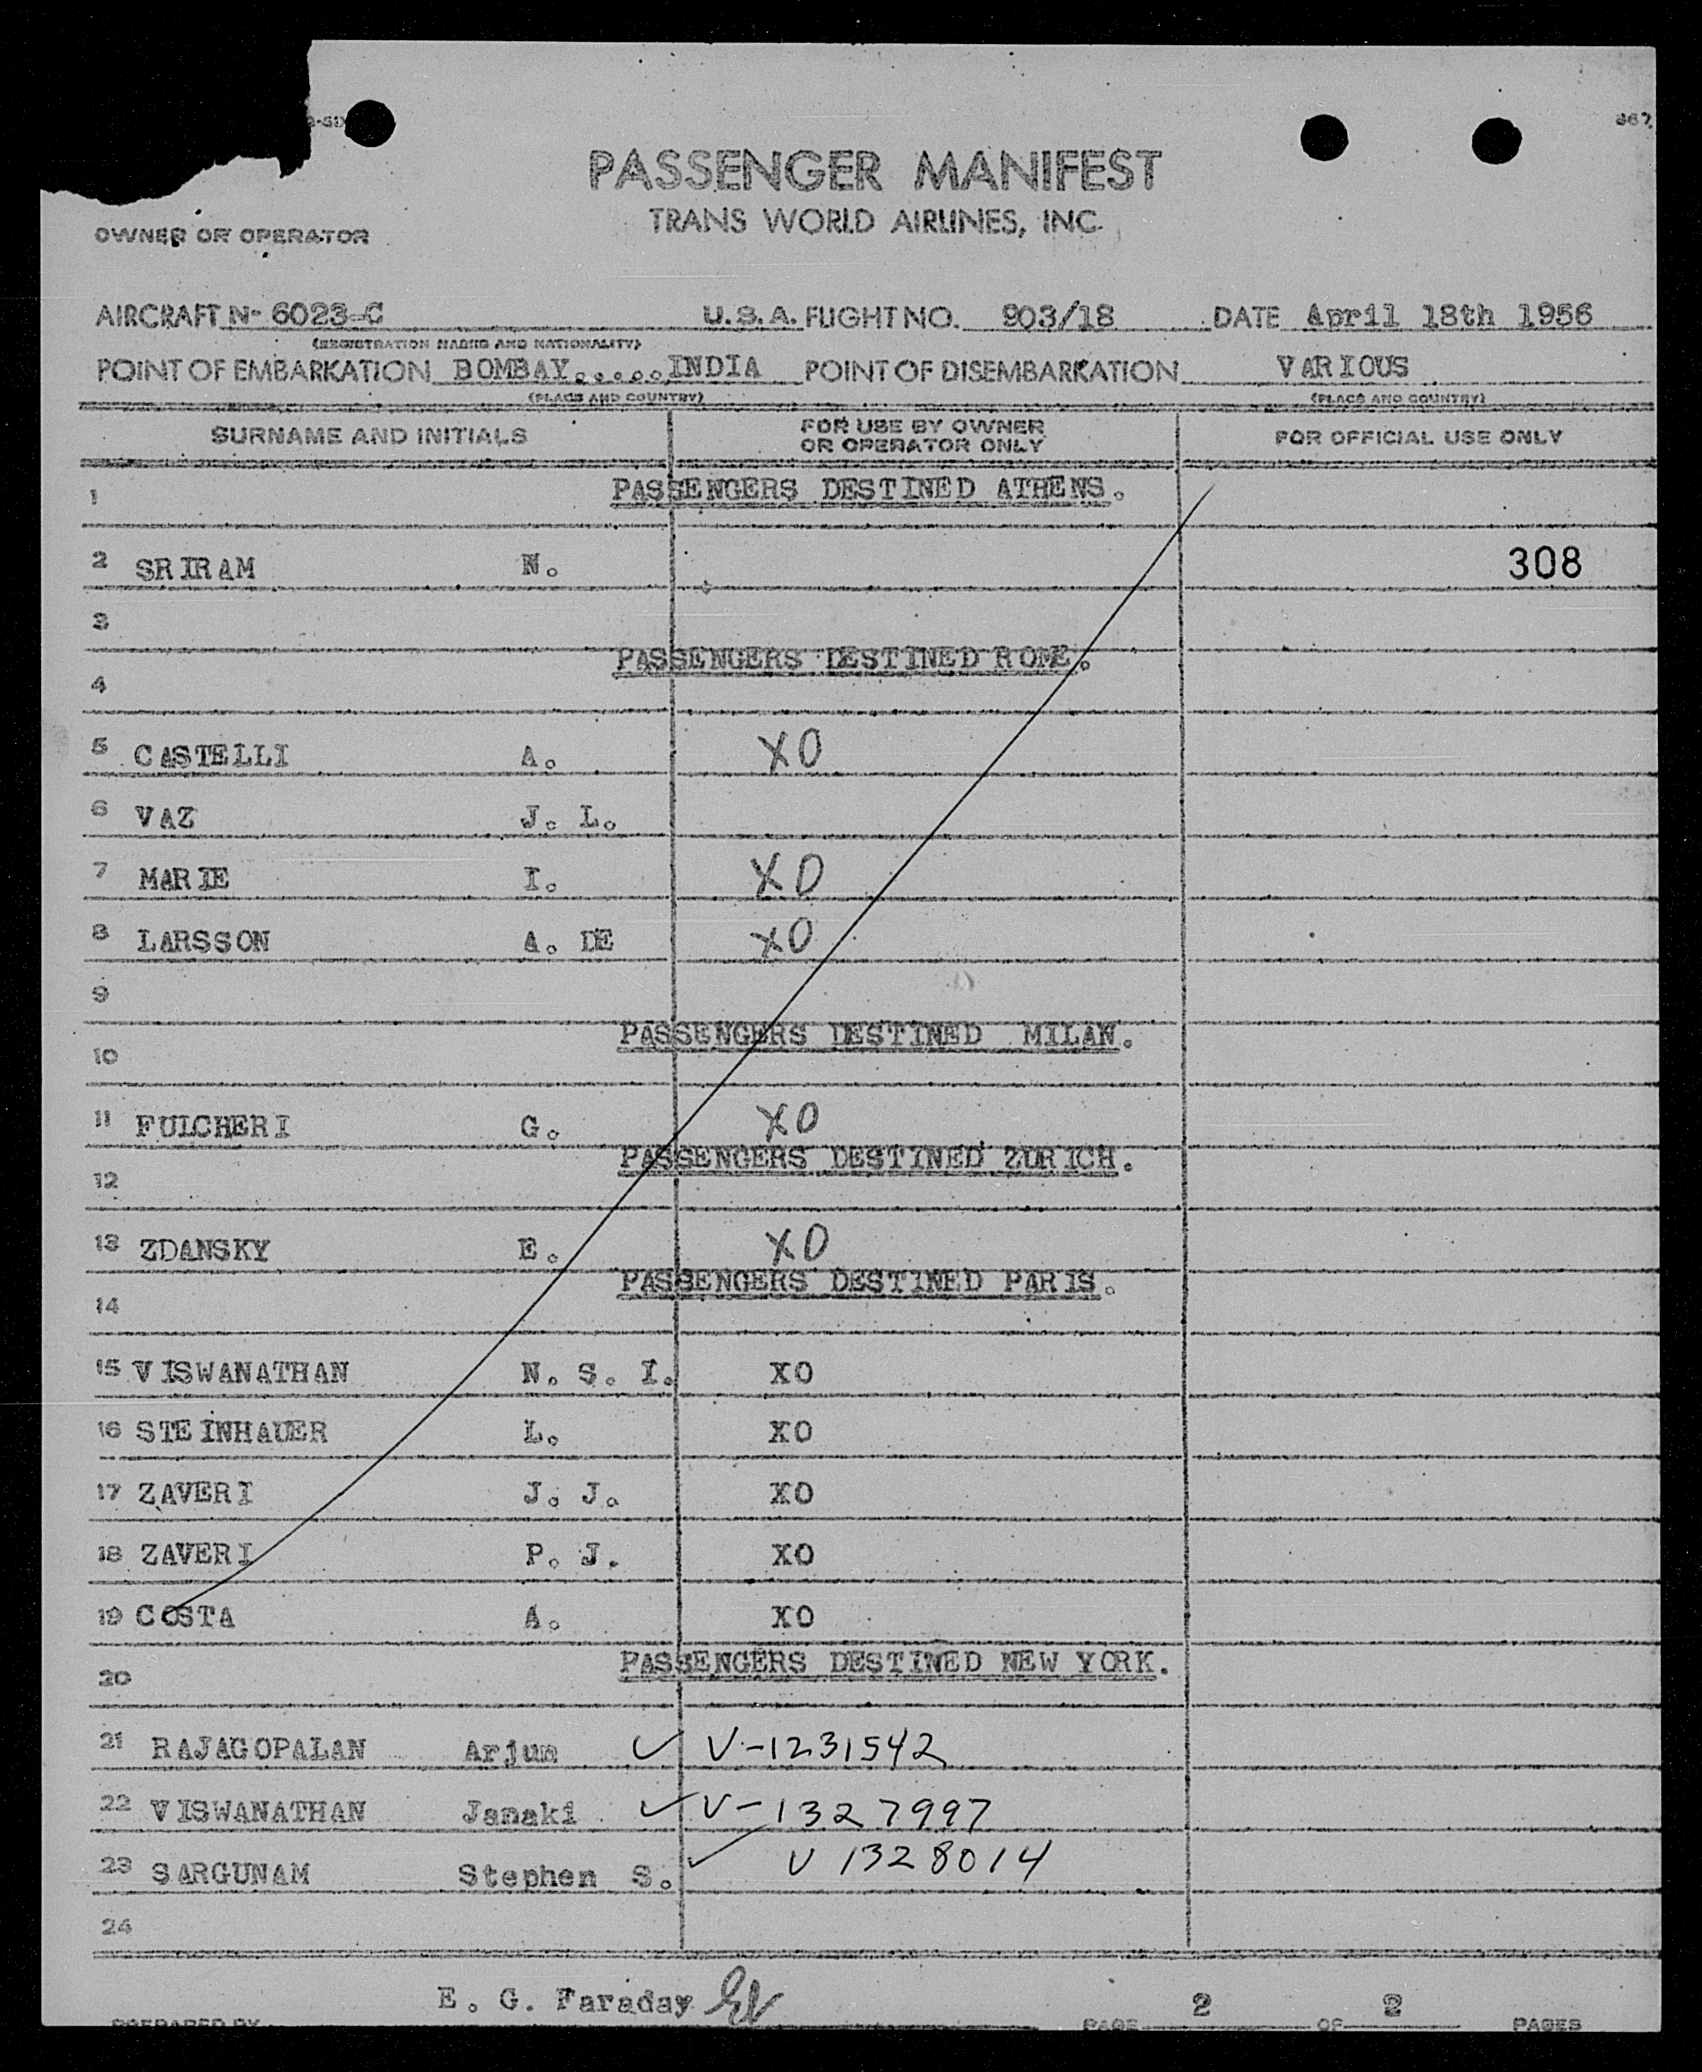 PASSENGER MANIFEST
TRANS WORLD AIRLINES, INC.
OWNER OR OPERATOR
AIRCRAFT N- 6023-C U.S.A. FLIGHT NO. 903/18 DATE April 18th 1956
(REGISTRATION MARKS AND NATIONALITY)
POINT OF EMBARKATION BOMBAY.....INDIA POINT OF DISEMBARKATION VARIOUS
(PLACE AND COUNTRY) (PLACE AND COUNTRY)
SURNAME AND INITIALS FOR USE BY OWNER OR OPERATOR ONLY FOR OFFICIAL USE ONLY
1 PASSENGERS DESTINED ATHENS.
2 SRIRAM N. 308
3
PASSENGERS DESTINED ROME.
4
5 CASTELLI A. XO
6 VAZ J. L.
7 MARIE I. XO
8 LARSSON A. DE XO
9
PASSENGERS DESTINED MILAN.
10
11 FULCHERI G. XO
PASSENGERS DESTINED ZURICH.
12
13 ZDANSKY E. XO
PASSENGERS DESTINED PARIS.
14
15 VISWANATHAN N. S. I. XO
16 STEINHAUER L. XO
17 ZAVERI J. J. XO
18 ZAVERI P. J. XO
19 COSTA A. XO
PASSENGERS DESTINED NEW YORK.
20
21 RAJAGOPALAN Arjun ✓ V-1231542
22 VISWANATHAN Janaki ✓ V-1327997
23 SARGUNAM Stephen S. ✓ V 1328014
24
E. G. Faraday
PREPARED BY PAGE 2 OF 2 PAGES